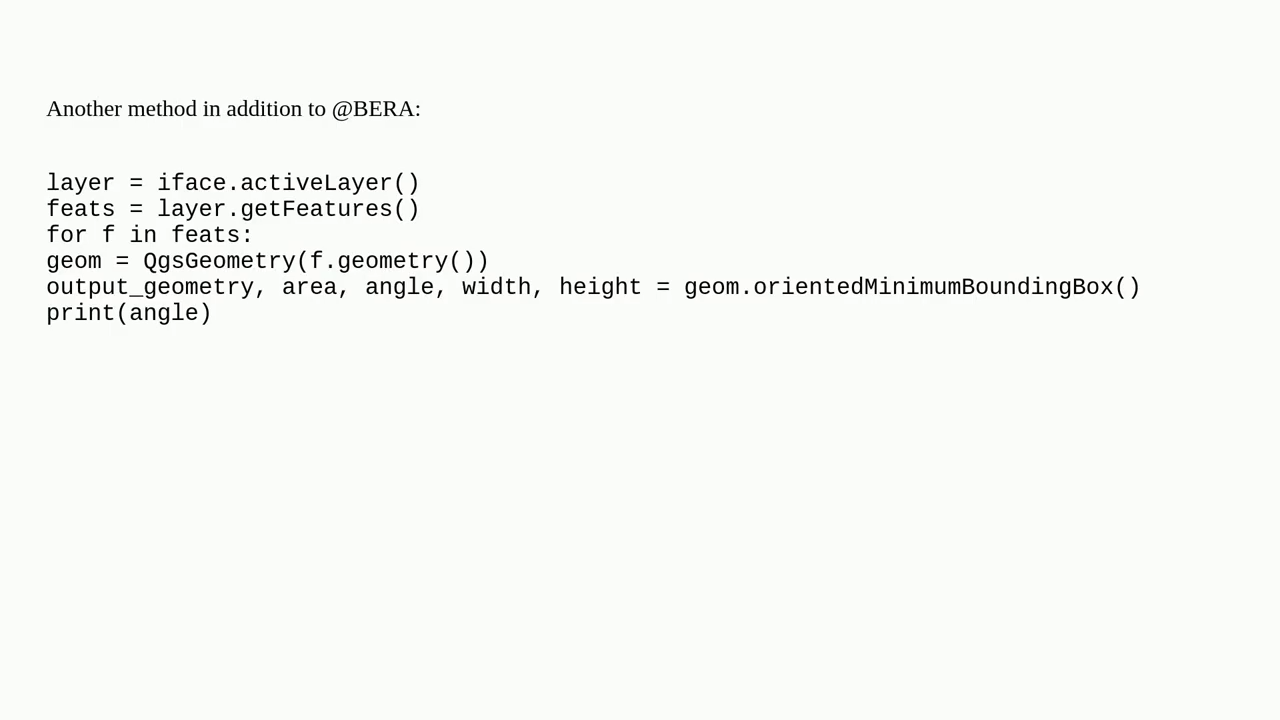 Another method in addition to @BERA:
layer = iface.activeLayer()
feats = layer.getFeatures()
for f in feats:
geom = QgsGeometry(f.geometry())
output_geometry, area, angle, width, height = geom.orientedMinimumBoundingBox()
print(angle)